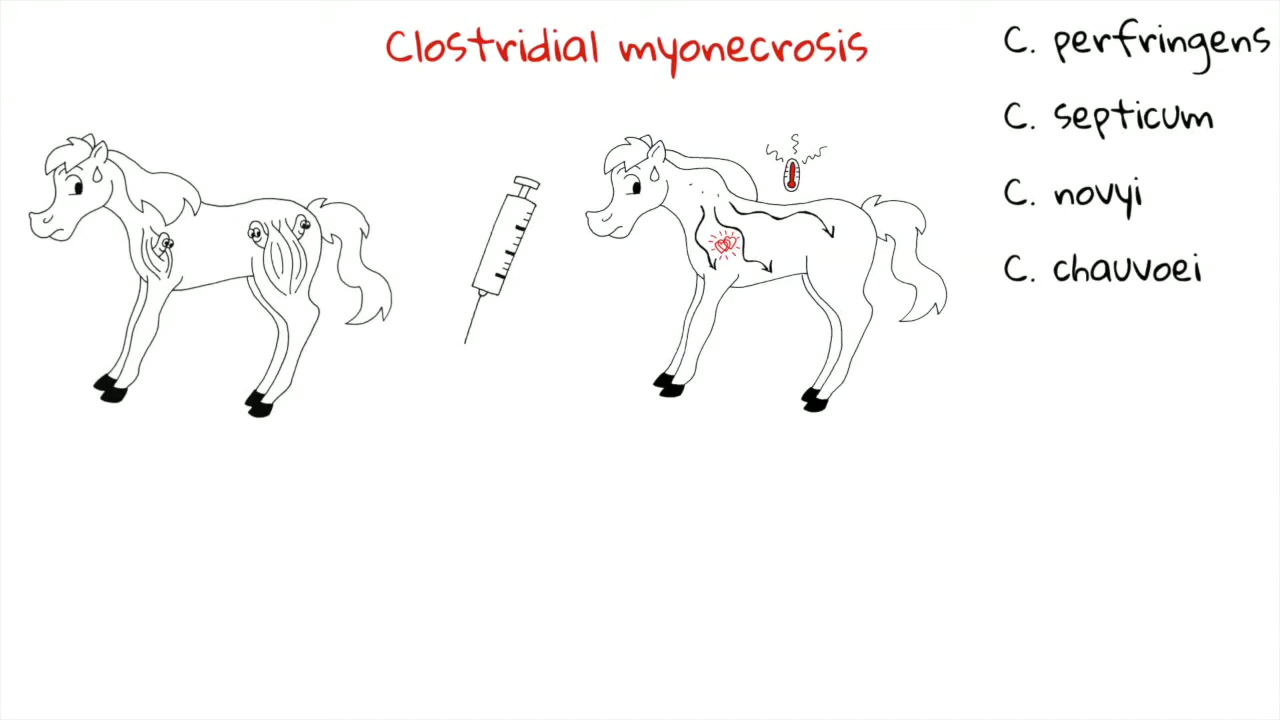 Clostridial myonecrosis
C. perfringens
C. septicum
C. novyi
C. chauvoei